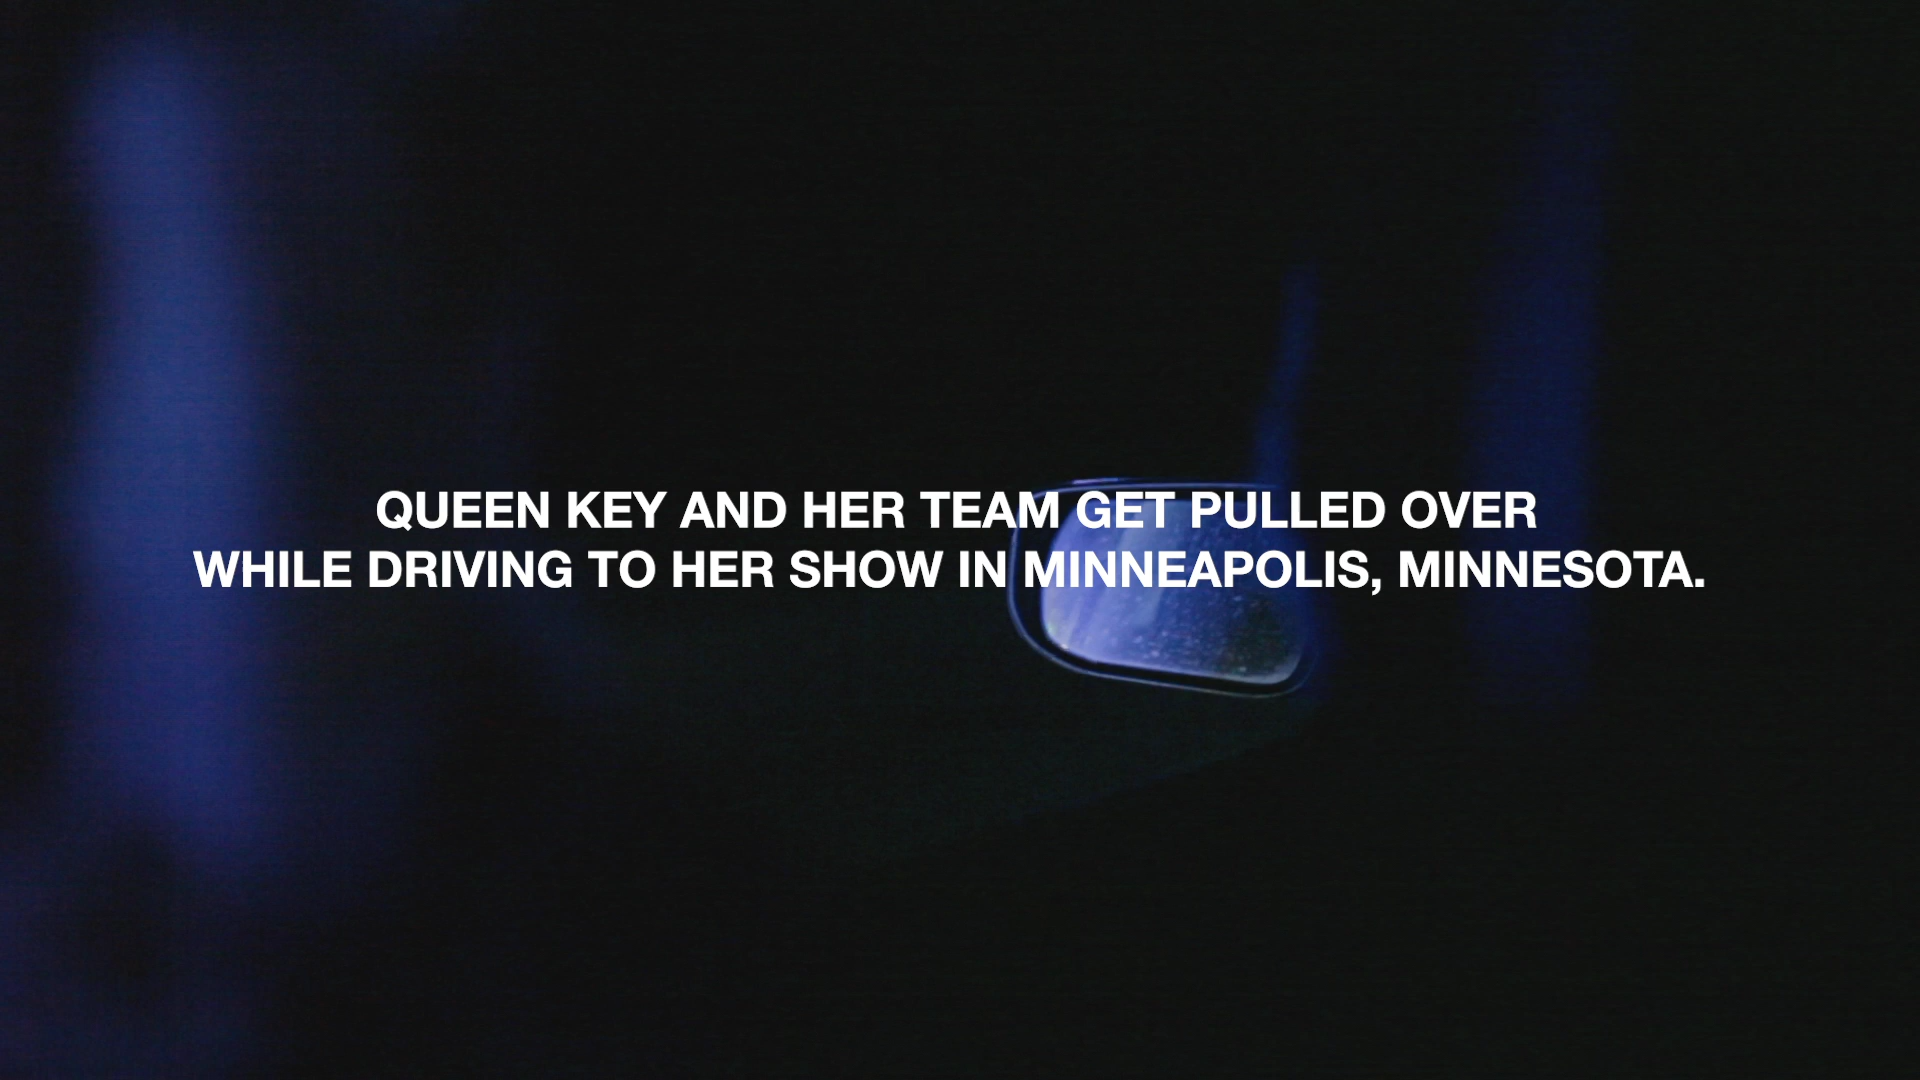 QUEEN KEY AND HER TEAM GET PULLED OVER
WHILE DRIVING TO HER SHOW IN MINNEAPOLIS, MINNESOTA.